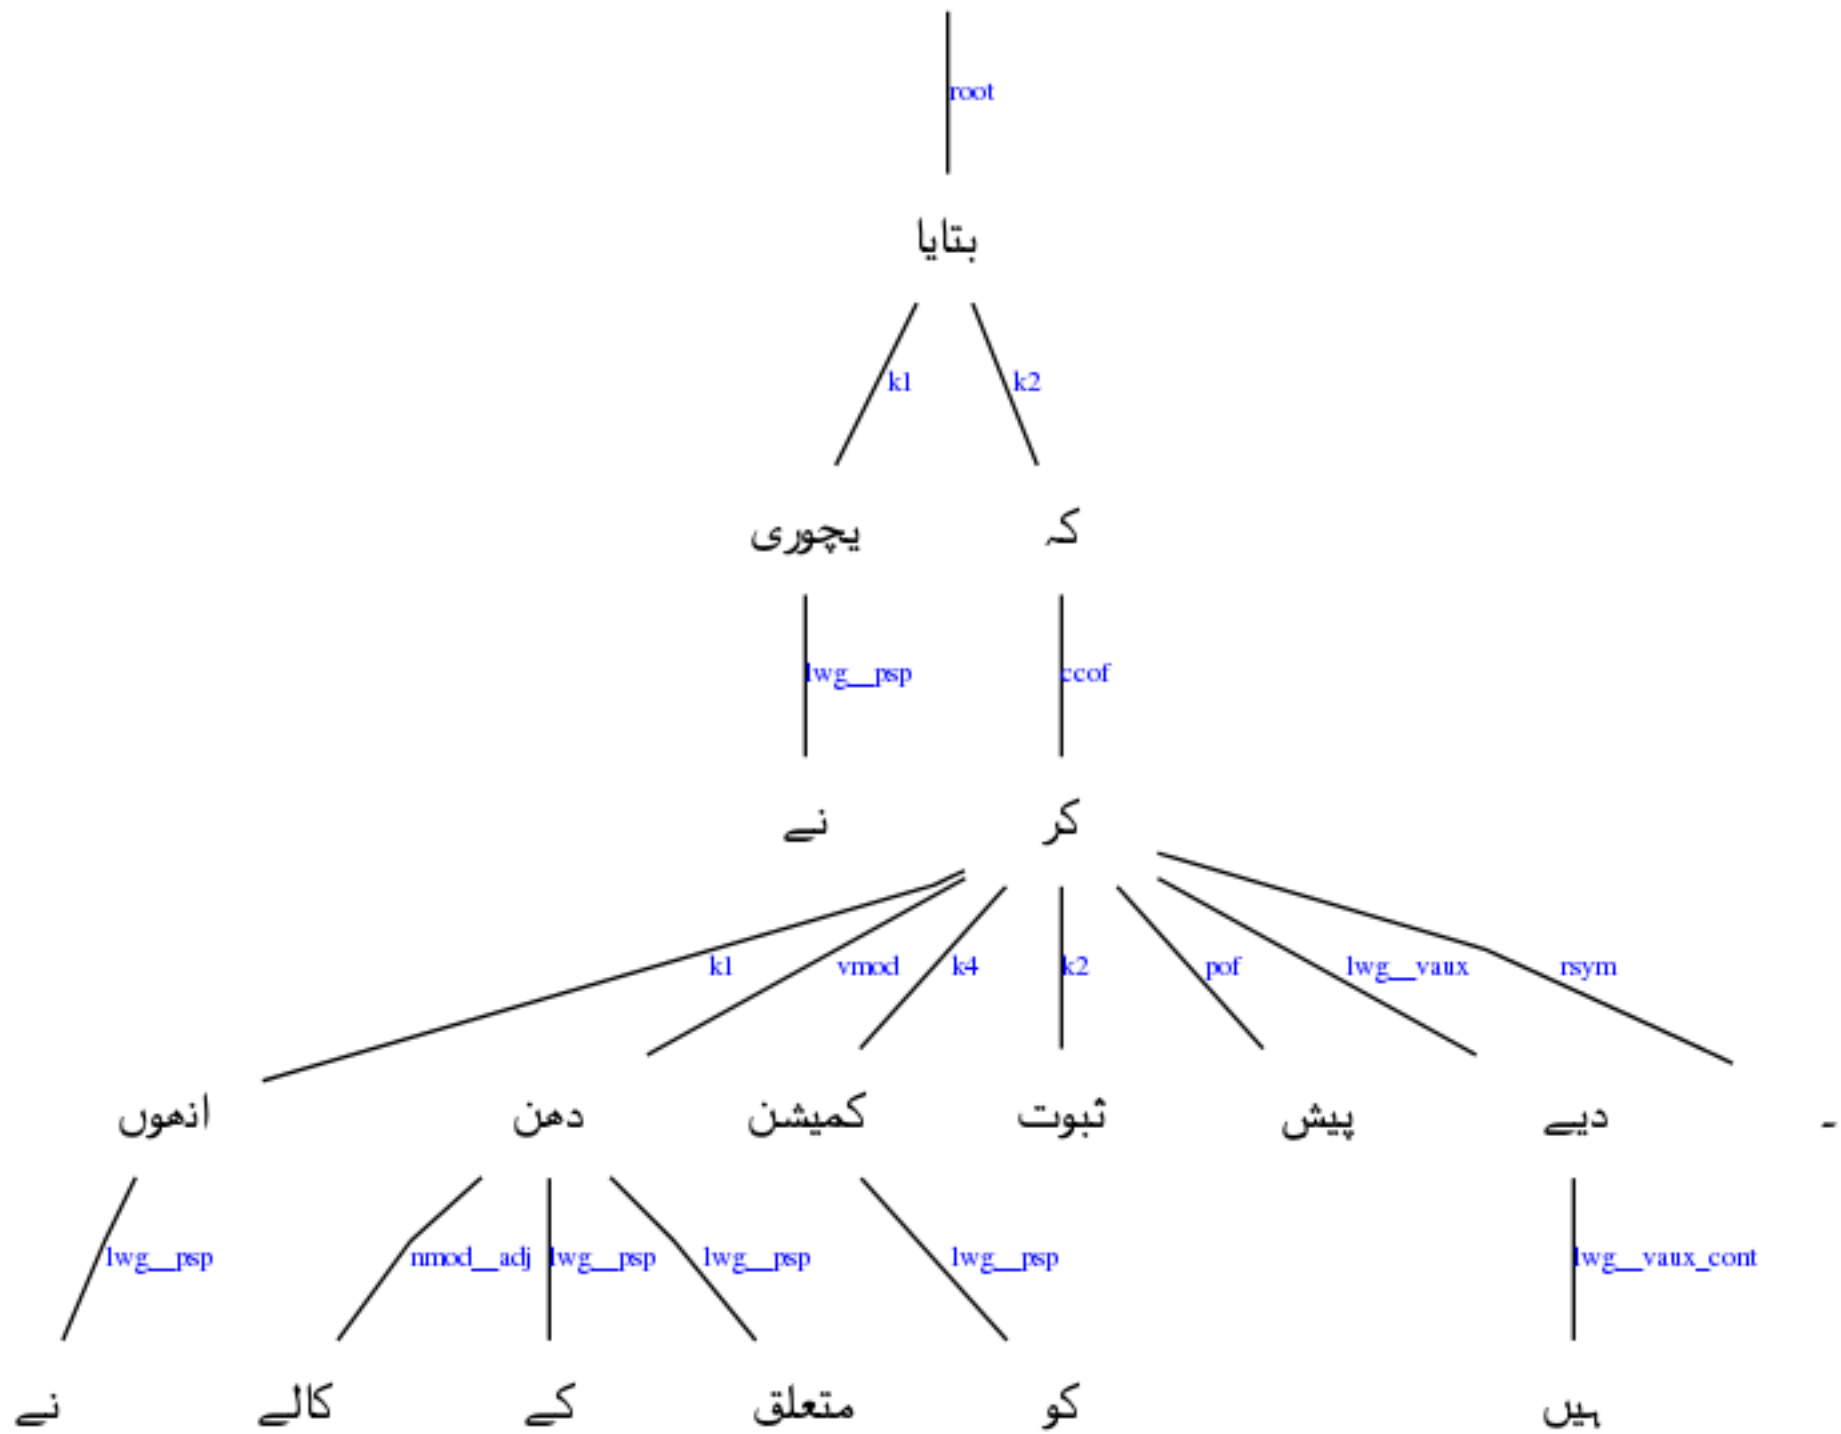 root
بتایا
k1 k2
یچوری کہ
lwg__psp ccof
نے کر
k1 vmod k4 k2 pof lwg__vaux rsym
انھوں دھن کمیشن ثبوت پیش دیے ۔
lwg__psp nmod__adj lwg__psp lwg__psp lwg__psp lwg__vaux_cont
نے کالے کے متعلق کو ہیں